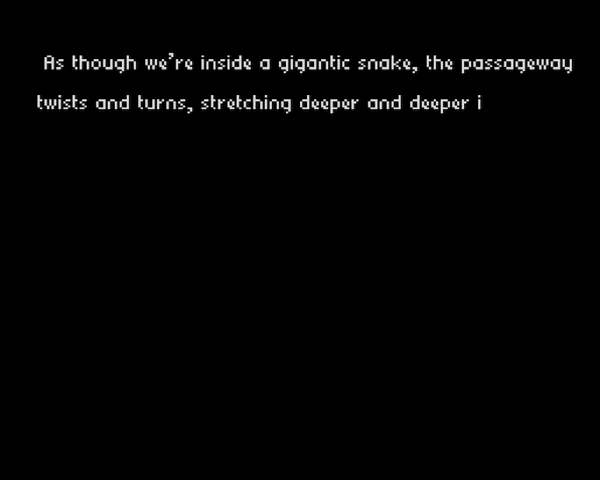 As though we're inside a gigantic snake, the passageway
twists and turns, stretching deeper and deeper i